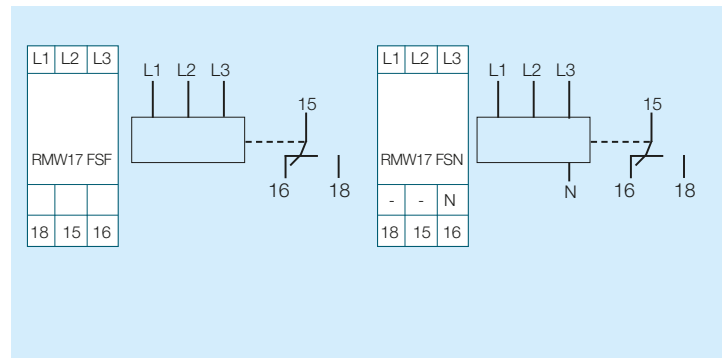 L1 L2 L3
RMW17 FSF
18 15 16
L1 L2 L3
15
16 18
L1 L2 L3
RMW17 FSN
- - N
18 15 16
L1 L2 L3
N
15
16 18